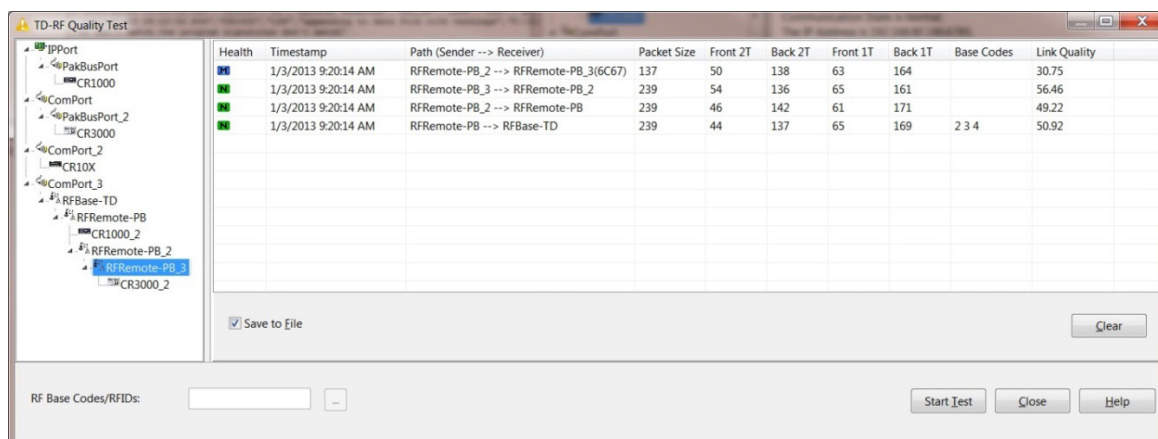 TD-RF Quality Test
IPPort
PakBusPort
CR1000
ComPort
PakBusPort_2
CR3000
ComPort_2
CR10X
ComPort_3
RFBase-TD
RFRemote-PB
CR1000_2
RFRemote-PB_2
RFRemote-PB_3
CR3000_2
Health Timestamp Path (Sender --> Receiver) Packet Size Front 2T Back 2T Front 1T Back 1T Base Codes Link Quality
M 1/3/2013 9:20:14 AM RFRemote-PB_2 --> RFRemote-PB_3(6C67) 137 50 138 63 164 30.75
N 1/3/2013 9:20:14 AM RFRemote-PB_3 --> RFRemote-PB_2 239 54 136 65 161 56.46
N 1/3/2013 9:20:14 AM RFRemote-PB_2 --> RFRemote-PB 239 46 142 61 171 49.22
N 1/3/2013 9:20:14 AM RFRemote-PB --> RFBase-TD 239 44 137 65 169 2 3 4 50.92
Save to File
Clear
RF Base Codes/RFIDs:
...
Start Test Close Help